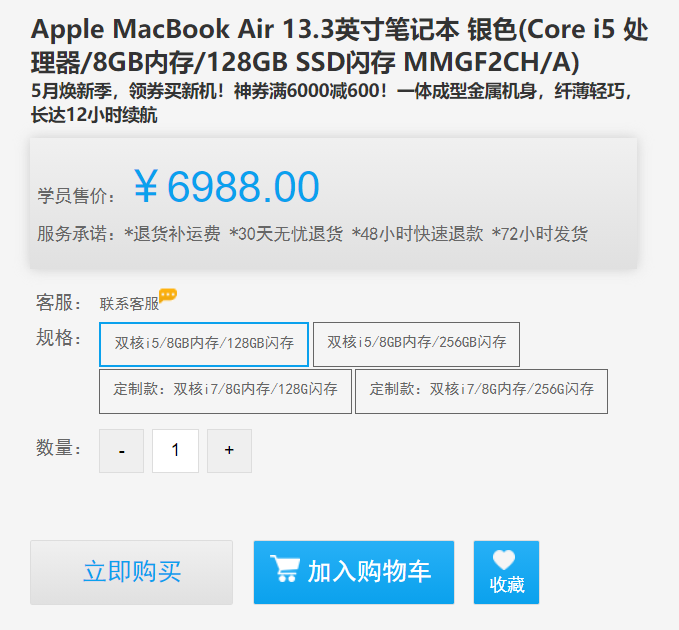 Apple MacBook Air 13.3英寸笔记本 银色(Core i5 处
理器/8GB内存/128GB SSD闪存 MMGF2CH/A)
5月焕新季，领券买新机！神券满6000减600！一体成型金属机身，纤薄轻巧，
长达12小时续航
学员售价： ￥6988.00
服务承诺：*退货补运费 *30天无忧退货 *48小时快速退款 *72小时发货
客服： 联系客服
规格： 双核i5/8GB内存/128GB闪存 双核i5/8GB内存/256GB闪存
定制款：双核i7/8G内存/128G闪存 定制款：双核i7/8G内存/256G闪存
数量： - 1 +
立即购买 加入购物车 收藏